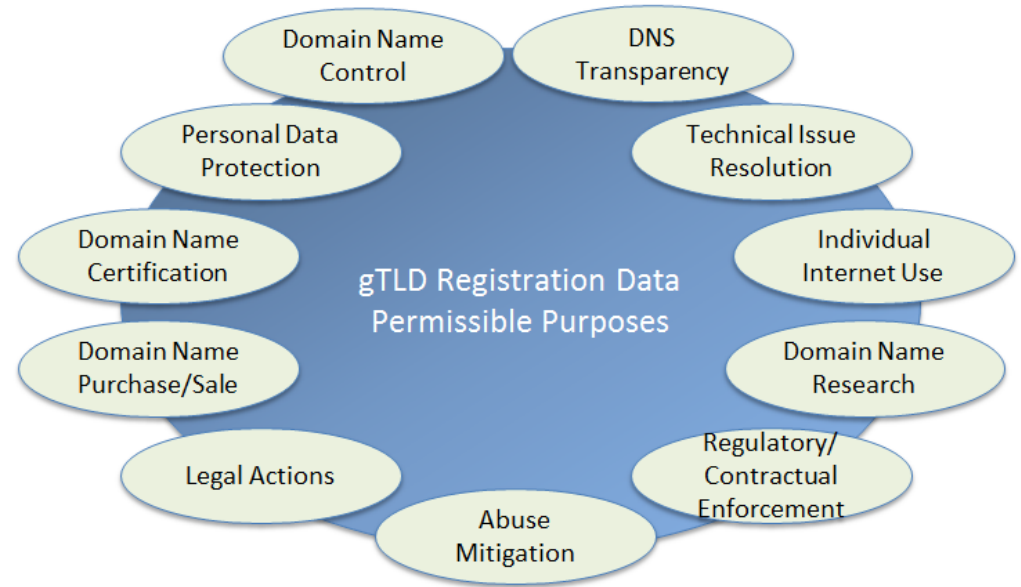 Domain Name
Control
DNS
Transparency
Personal Data
Protection
Technical Issue
Resolution
Domain Name
Certification
Individual
Internet Use
gTLD Registration Data
Permissible Purposes
Domain Name
Purchase/Sale
Domain Name
Research
Legal Actions
Regulatory/
Contractual
Enforcement
Abuse
Mitigation